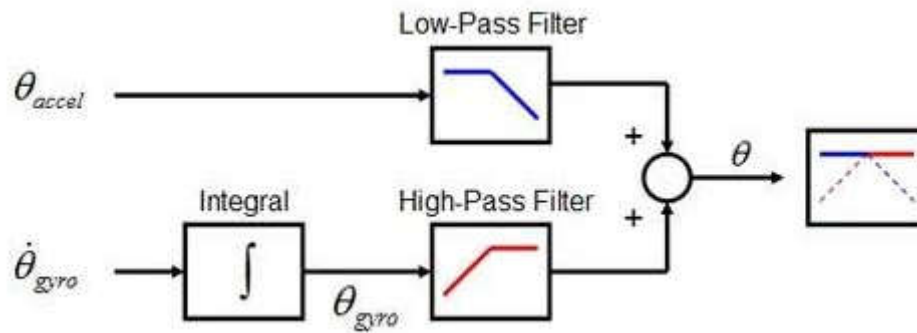 Low-Pass Filter
θaccel
+
θ
Integral
High-Pass Filter
+
θ̇gyro
∫
θgyro